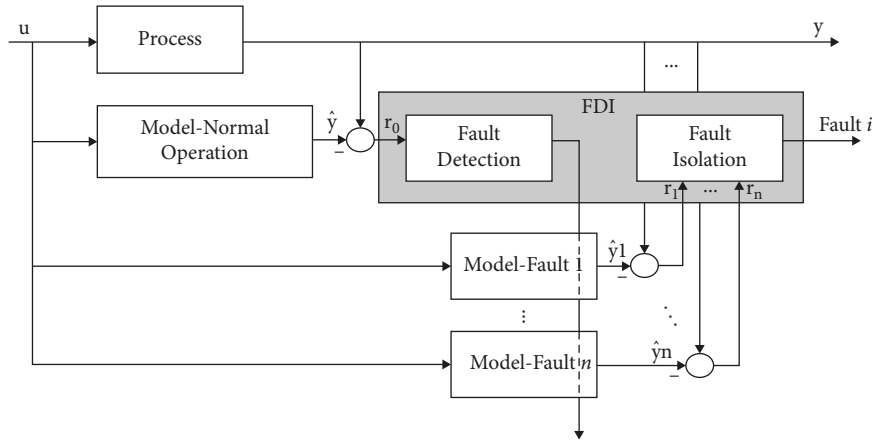 u
Process
y
...
FDI
Model-Normal
Operation
ŷ
−
r0
Fault
Detection
Fault
Isolation
Fault i
r1 ... rn
Model-Fault 1
ŷ1
−
⋮
⋱
Model-Fault n
ŷn
−